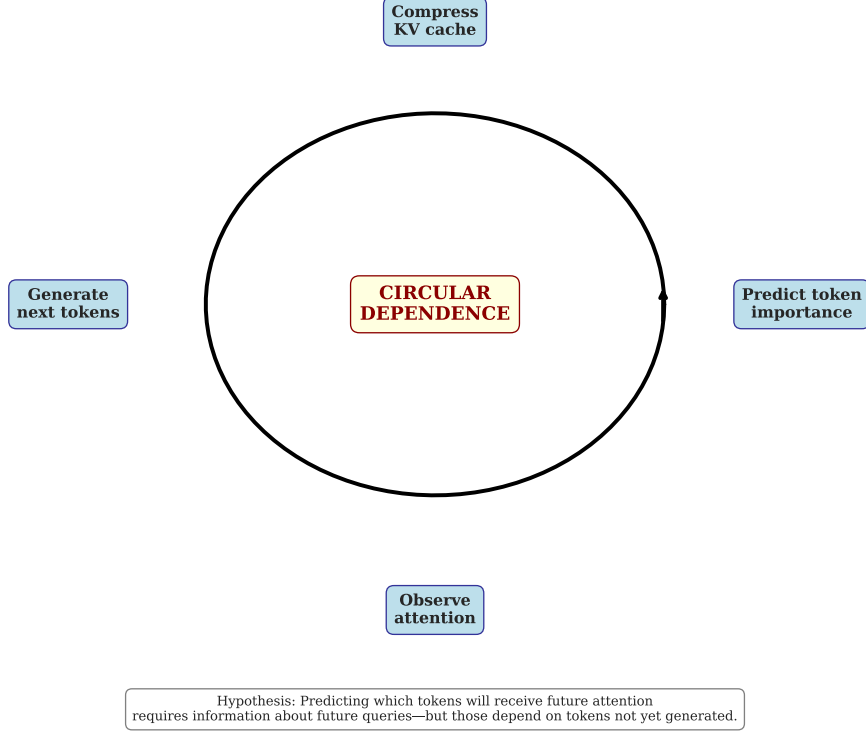 Compress
KV cache
Generate
next tokens
CIRCULAR
DEPENDENCE
Predict token
importance
Observe
attention
Hypothesis: Predicting which tokens will receive future attention
requires information about future queries—but those depend on tokens not yet generated.